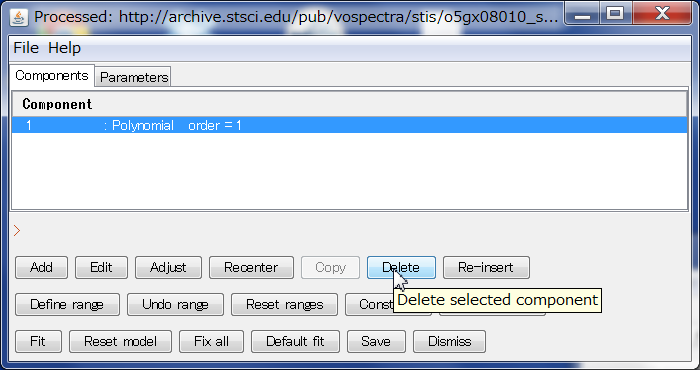 Processed: http://archive.stsci.edu/pub/vospectra/stis/o5gx08010_s...
File Help
Components Parameters
Component
1 : Polynomial order = 1
>
Add Edit Adjust Recenter Copy Delete Re-insert
Define range Undo range Reset ranges
Delete selected component
Fit Reset model Fix all Default fit Save Dismiss